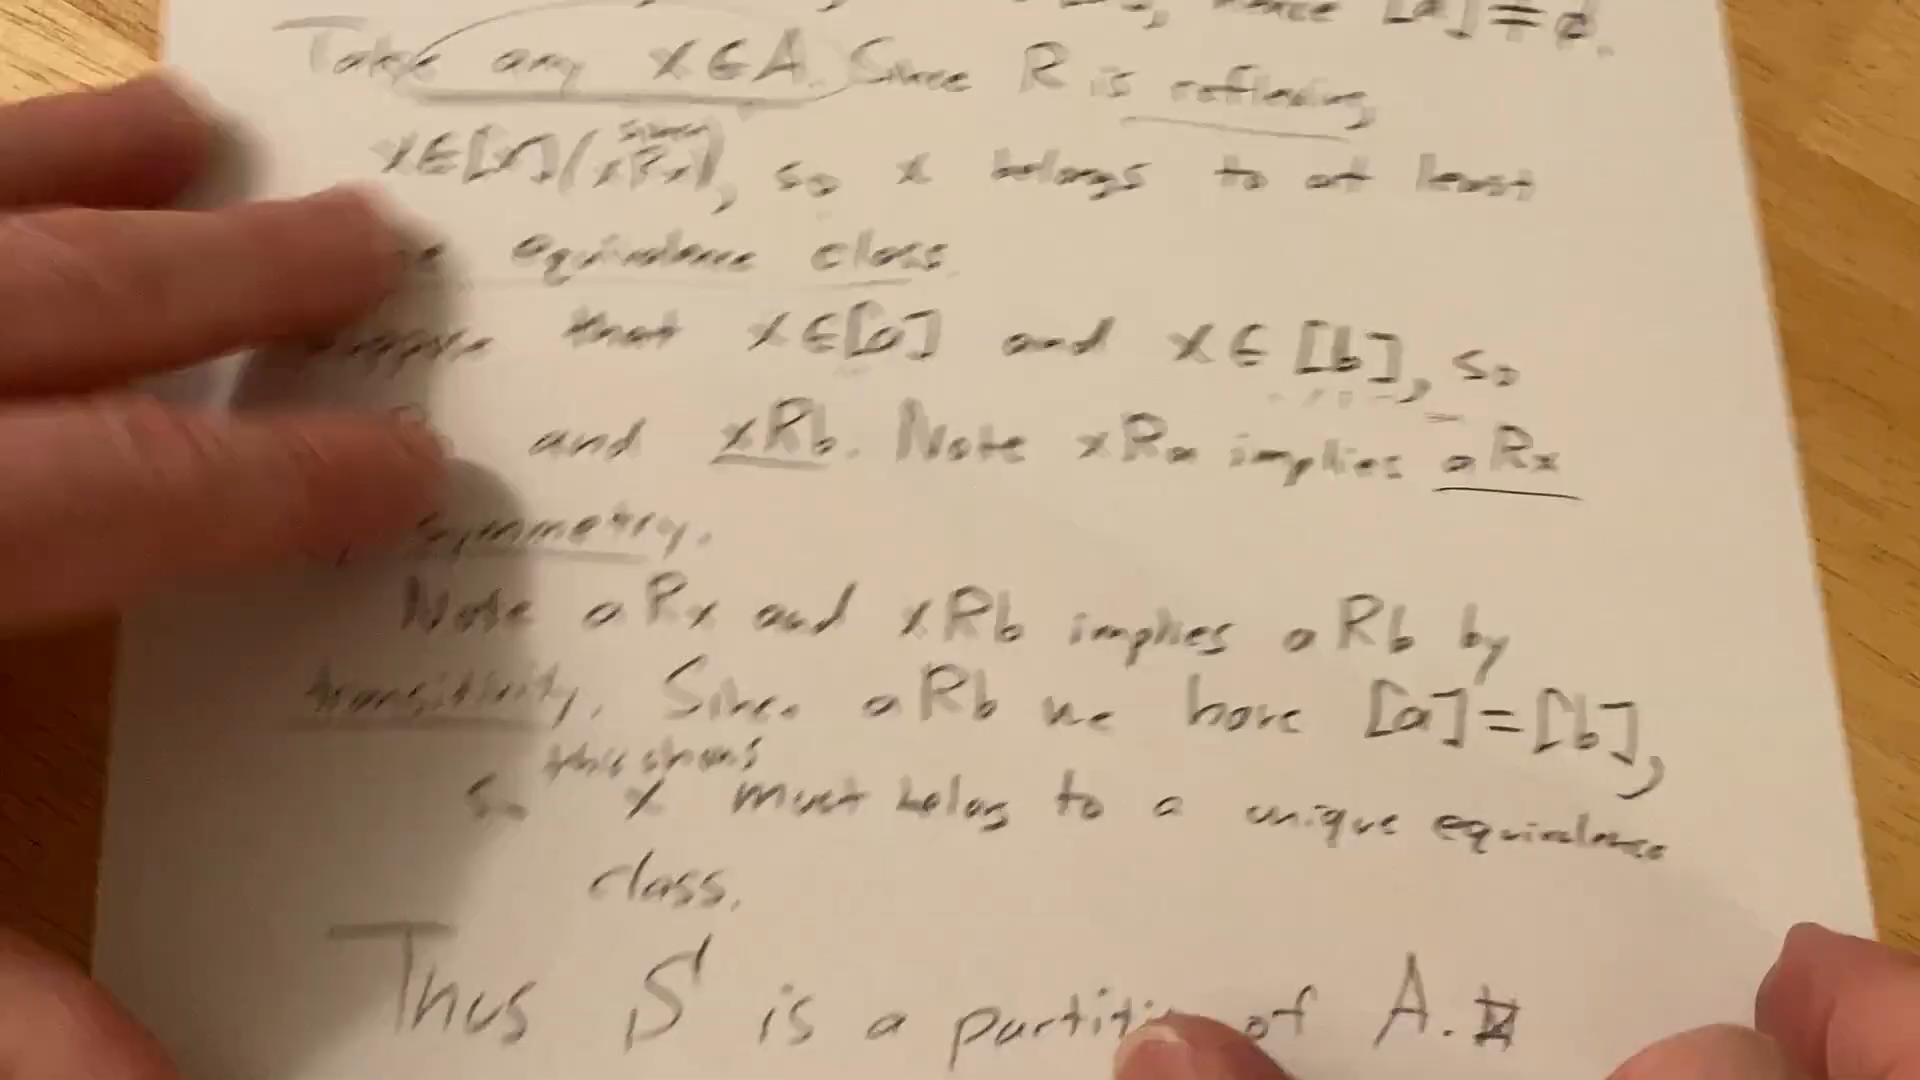 hence [a] ≠ ∅.
Take any x∈A. Since R is reflexive,
x∈[x] (since xRx), so x belongs to at least
equivalence class.
that x∈[a] and x∈[b], so
and xRb. Note xRa implies aRx
symmetry.
Note aRx and xRb implies aRb by
transitivity. Since aRb we have [a]=[b],
so this shows x must belong to a unique equivalence
class.
Thus S is a partition of A.